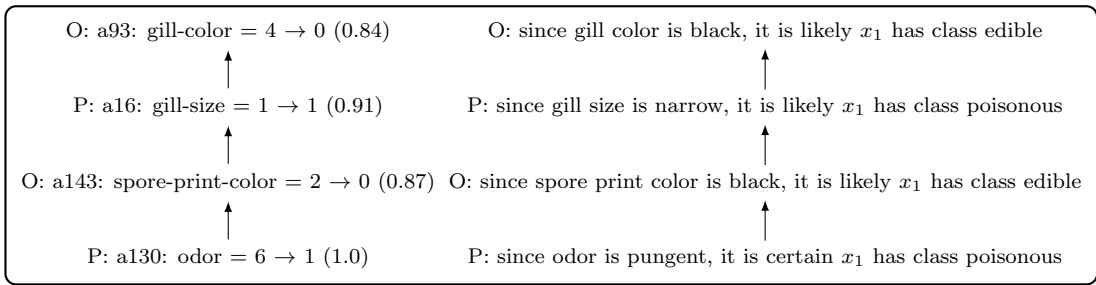 O: a93: gill-color = 4 → 0 (0.84) O: since gill color is black, it is likely x₁ has class edible
P: a16: gill-size = 1 → 1 (0.91) P: since gill size is narrow, it is likely x₁ has class poisonous
O: a143: spore-print-color = 2 → 0 (0.87) O: since spore print color is black, it is likely x₁ has class edible
P: a130: odor = 6 → 1 (1.0) P: since odor is pungent, it is certain x₁ has class poisonous